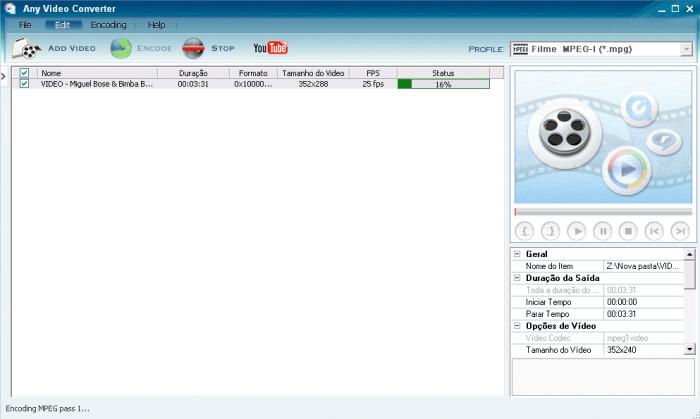 Any Video Converter
File Edit Encoding Help
ADD VIDEO ENCODE STOP YouTube PROFILE: MPEG Filme MPEG-I (*.mpg)
Nome Duração Formato Tamanho do Video FPS Status
VIDEO - Miguel Bose & Bimba B... 00:03:31 0x10000... 352x288 25 fps 16%
Geral
Nome do Item Z:\Nova pasta\VID...
Duração da Saída
Toda a duração do ... 00:03:31
Iniciar Tempo 00:00:00
Parar Tempo 00:03:31
Opções de Vídeo
Vídeo Codec mpeg1video
Tamanho do Vídeo 352x240
Encoding MPEG pass 1...